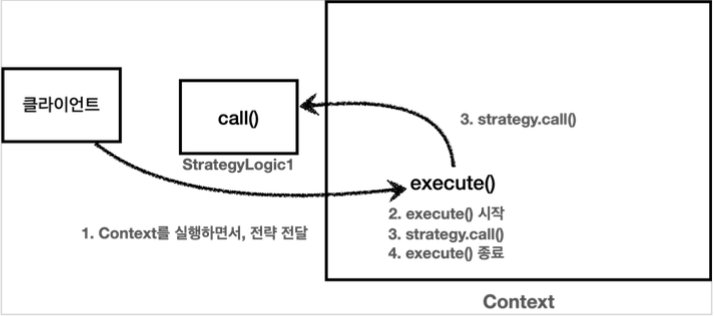 클라이언트
call()
StrategyLogic1
3. strategy.call()
execute()
1. Context를 실행하면서, 전략 전달
2. execute() 시작
3. strategy.call()
4. execute() 종료
Context